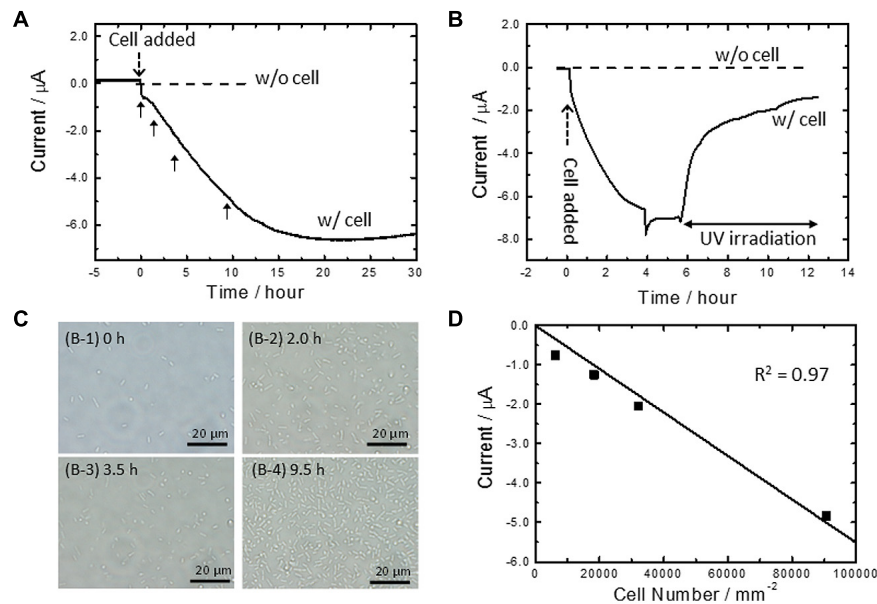 A
2.0
0.0
-2.0
-4.0
-6.0
Current / μA
Cell added
w/o cell
w/ cell
-5 0 5 10 15 20 25 30
Time / hour
B
2.0
0.0
-2.0
-4.0
-6.0
-8.0
Current / μA
w/o cell
w/ cell
Cell added
UV irradiation
-2 0 2 4 6 8 10 12 14
Time / hour
C
(B-1) 0 h
20 μm
(B-2) 2.0 h
20 μm
(B-3) 3.5 h
20 μm
(B-4) 9.5 h
20 μm
D
0.0
-1.0
-2.0
-3.0
-4.0
-5.0
-6.0
Current / μA
R² = 0.97
0 20000 40000 60000 80000 100000
Cell Number / mm⁻²